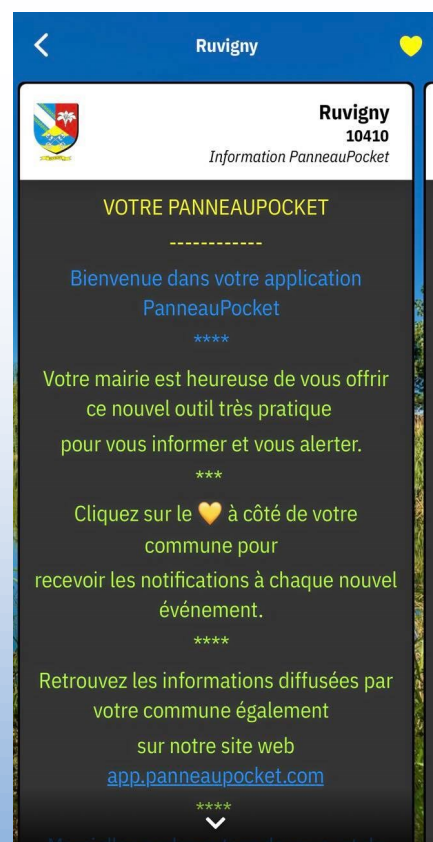 Ruvigny
Ruvigny
10410
Information PanneauPocket
VOTRE PANNEAUPOCKET
------------
Bienvenue dans votre application
PanneauPocket
****
Votre mairie est heureuse de vous offrir
ce nouvel outil très pratique
pour vous informer et vous alerter.
***
Cliquez sur le 💛 à côté de votre
commune pour
recevoir les notifications à chaque nouvel
événement.
****
Retrouvez les informations diffusées par
votre commune également
sur notre site web
app.panneaupocket.com
****